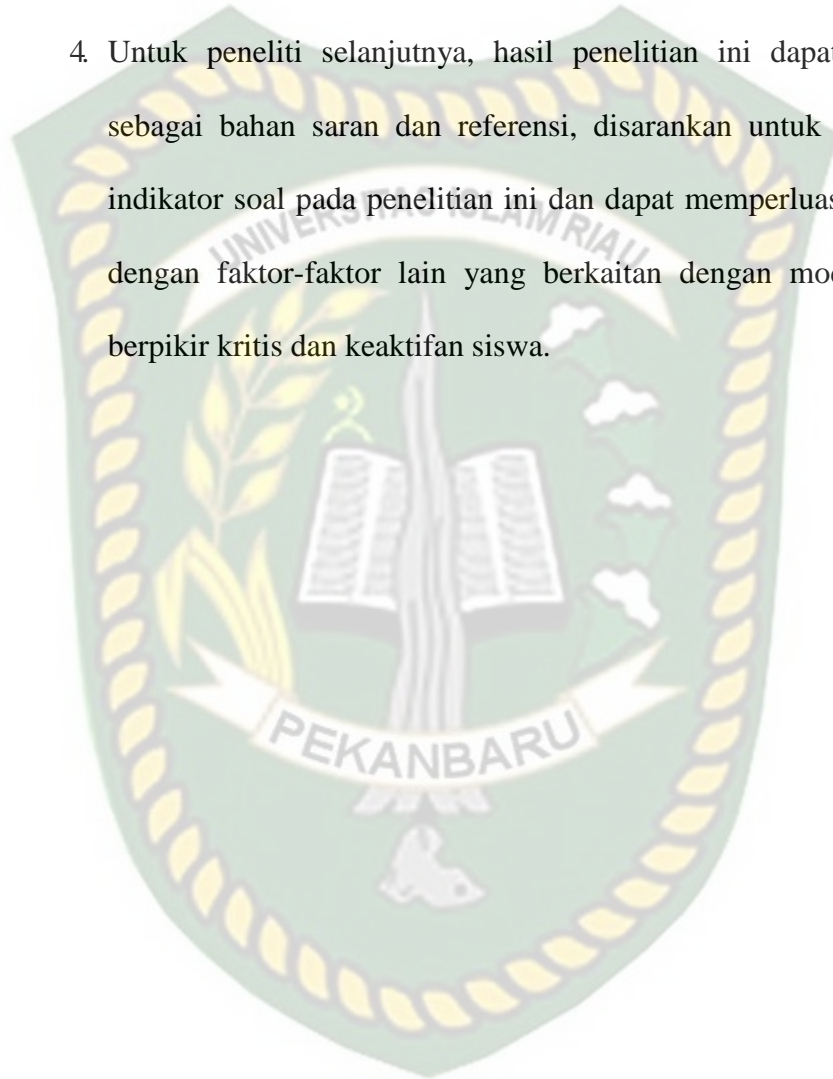 4. Untuk peneliti selanjutnya, hasil penelitian ini dapat
sebagai bahan saran dan referensi, disarankan untuk
indikator soal pada penelitian ini dan dapat memperluas
UNIVERSITAS ISLAM RIAU
dengan faktor-faktor lain yang berkaitan dengan
berpikir kritis dan keaktifan siswa.
PEKANBARU